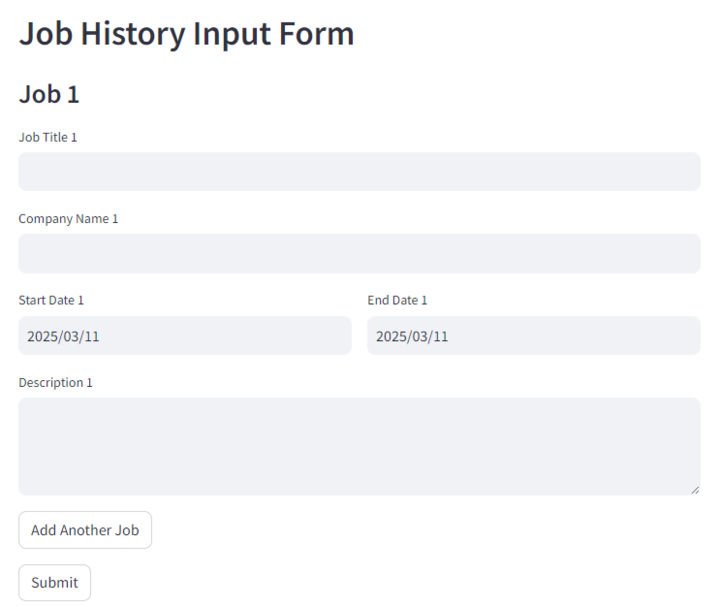 Job History Input Form
Job 1
Job Title 1
Company Name 1
Start Date 1 End Date 1
2025/03/11 2025/03/11
Description 1
Add Another Job
Submit